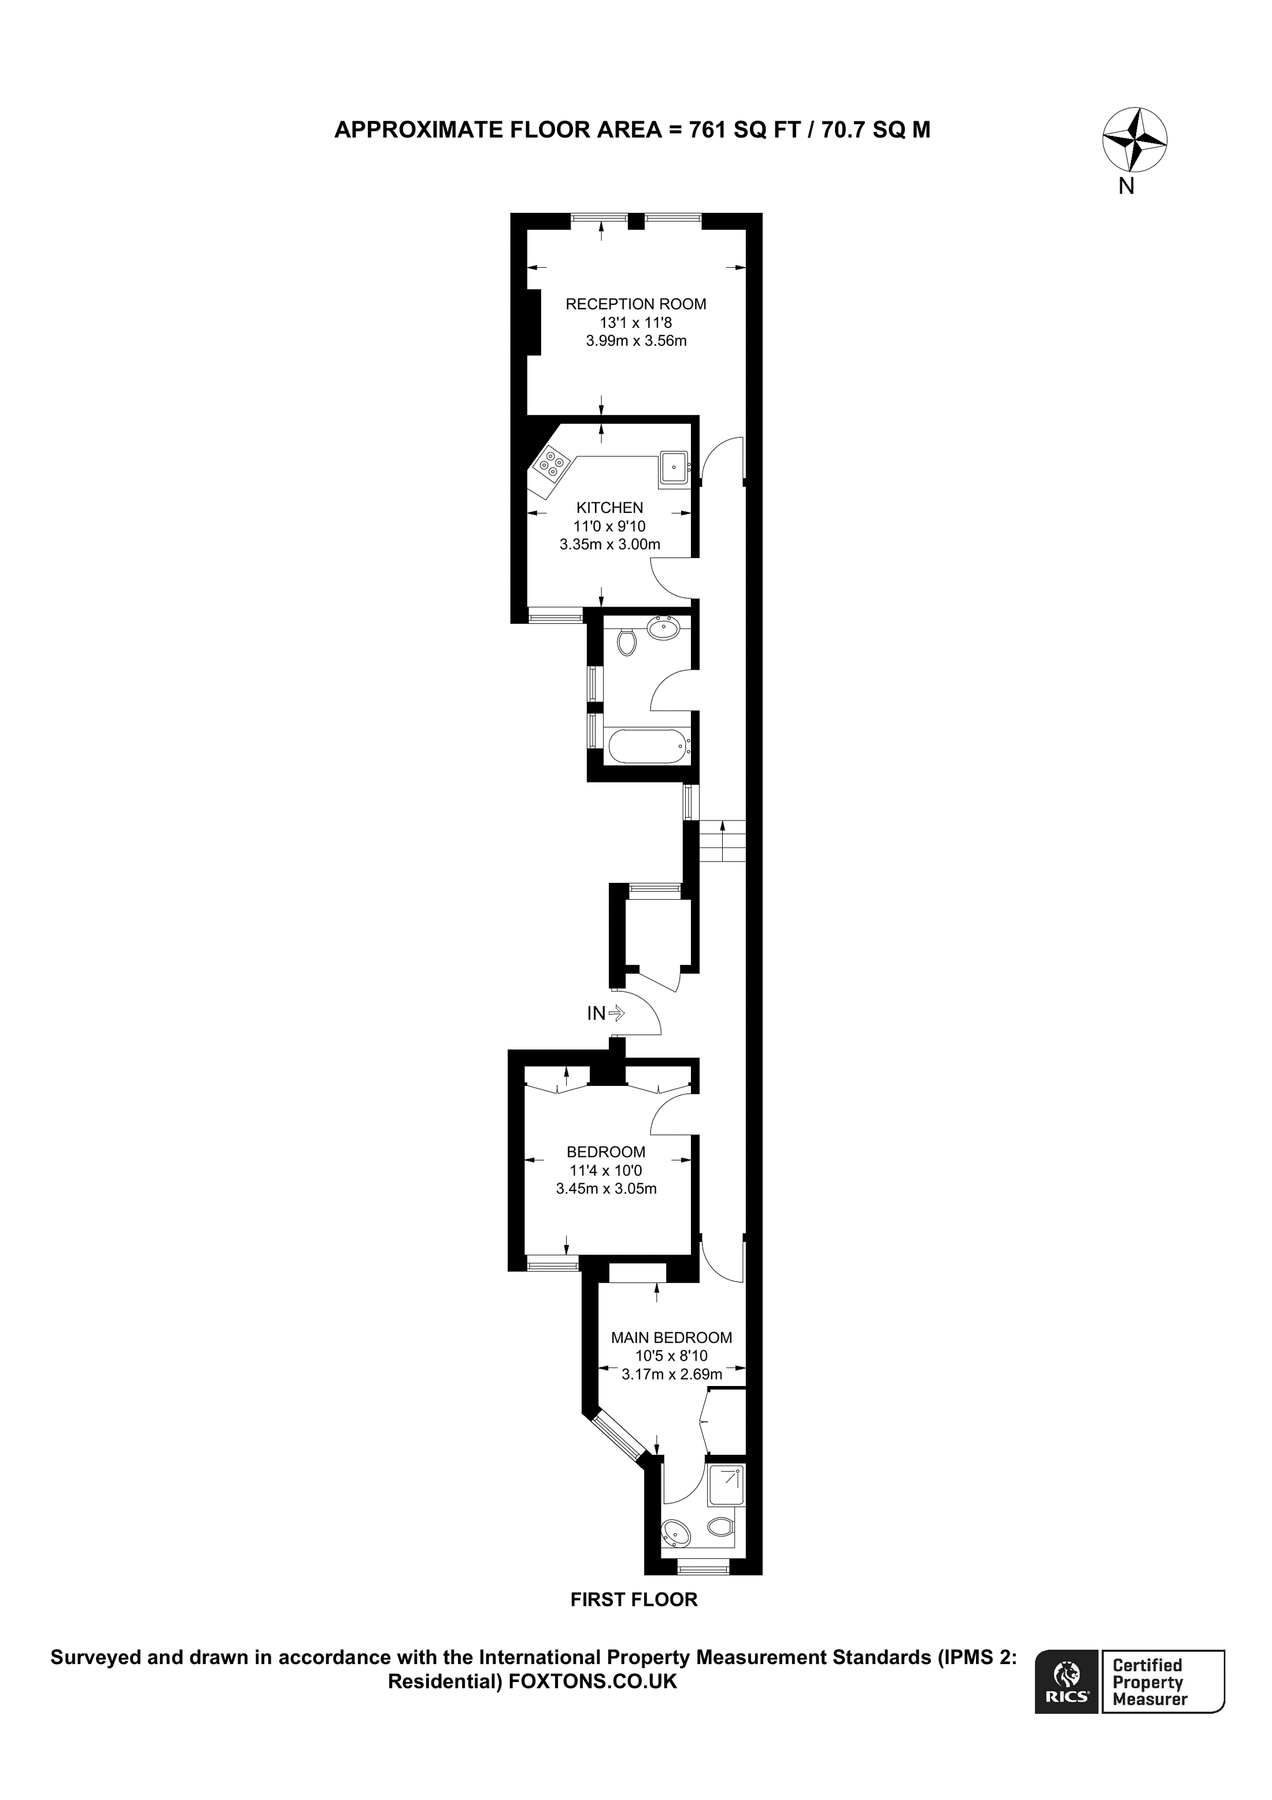 APPROXIMATE FLOOR AREA = 761 SQ FT / 70.7 SQ M
N
RECEPTION ROOM
13'1 x 11'8
3.99m x 3.56m
KITCHEN
11'0 x 9'10
3.35m x 3.00m
IN
BEDROOM
11'4 x 10'0
3.45m x 3.05m
MAIN BEDROOM
10'5 x 8'10
3.17m x 2.69m
FIRST FLOOR
Surveyed and drawn in accordance with the International Property Measurement Standards (IPMS 2:
Residential) FOXTONS.CO.UK
RICS
Certified
Property
Measurer